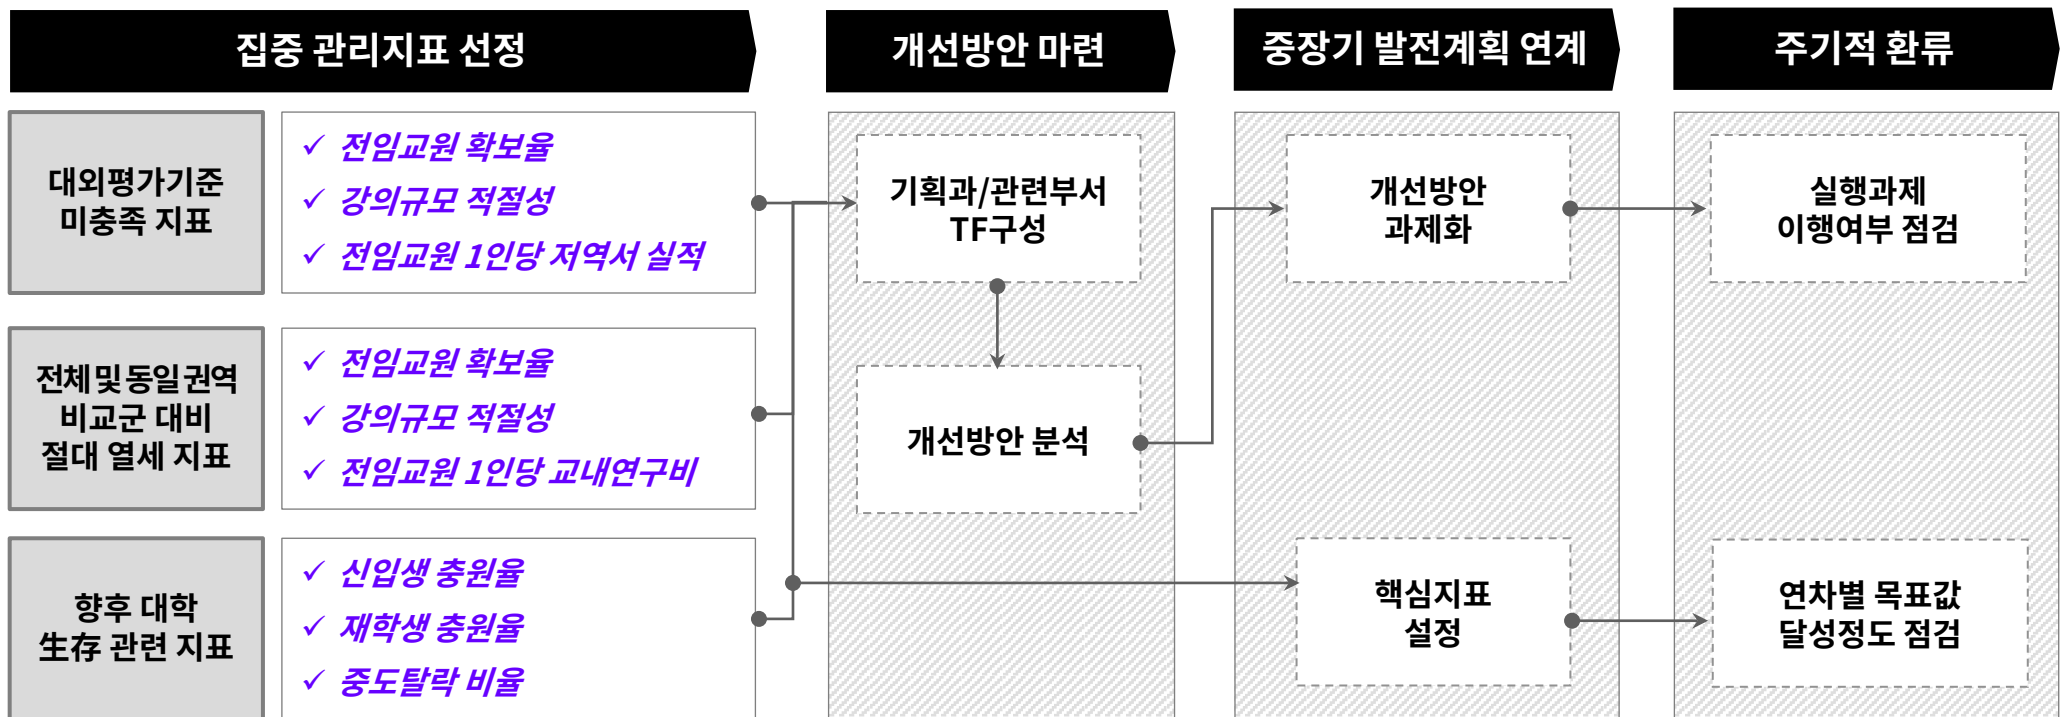 집중 관리지표 선정
개선방안 마련
중장기 발전계획 연계
주기적 환류
대외평가기준
미충족 지표
✓ 전임교원 확보율
✓ 강의규모 적절성
✓ 전임교원 1인당 저역서 실적
기획과/관련부서
TF구성
개선방안
과제화
실행과제
이행여부 점검
전체 및 동일 권역
비교군 대비
절대 열세 지표
✓ 전임교원 확보율
✓ 강의규모 적절성
✓ 전임교원 1인당 교내연구비
개선방안 분석
향후 대학
生存 관련 지표
✓ 신입생 충원율
✓ 재학생 충원율
✓ 중도탈락 비율
핵심지표
설정
연차별 목표값
달성정도 점검